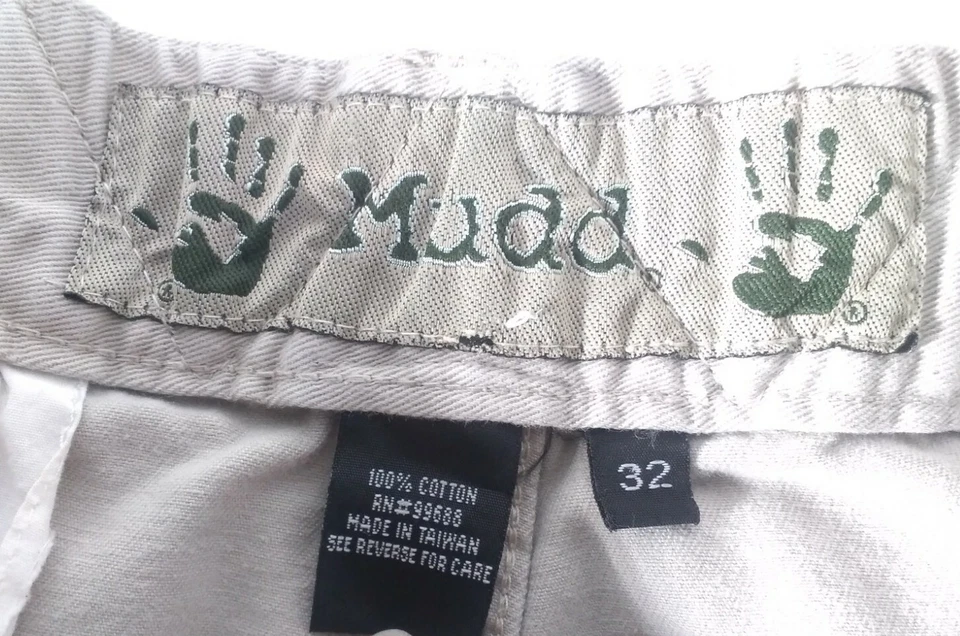 Mudd
®
®
®
100% COTTON
RN#99688
MADE IN TAIWAN
SEE REVERSE FOR CARE
32